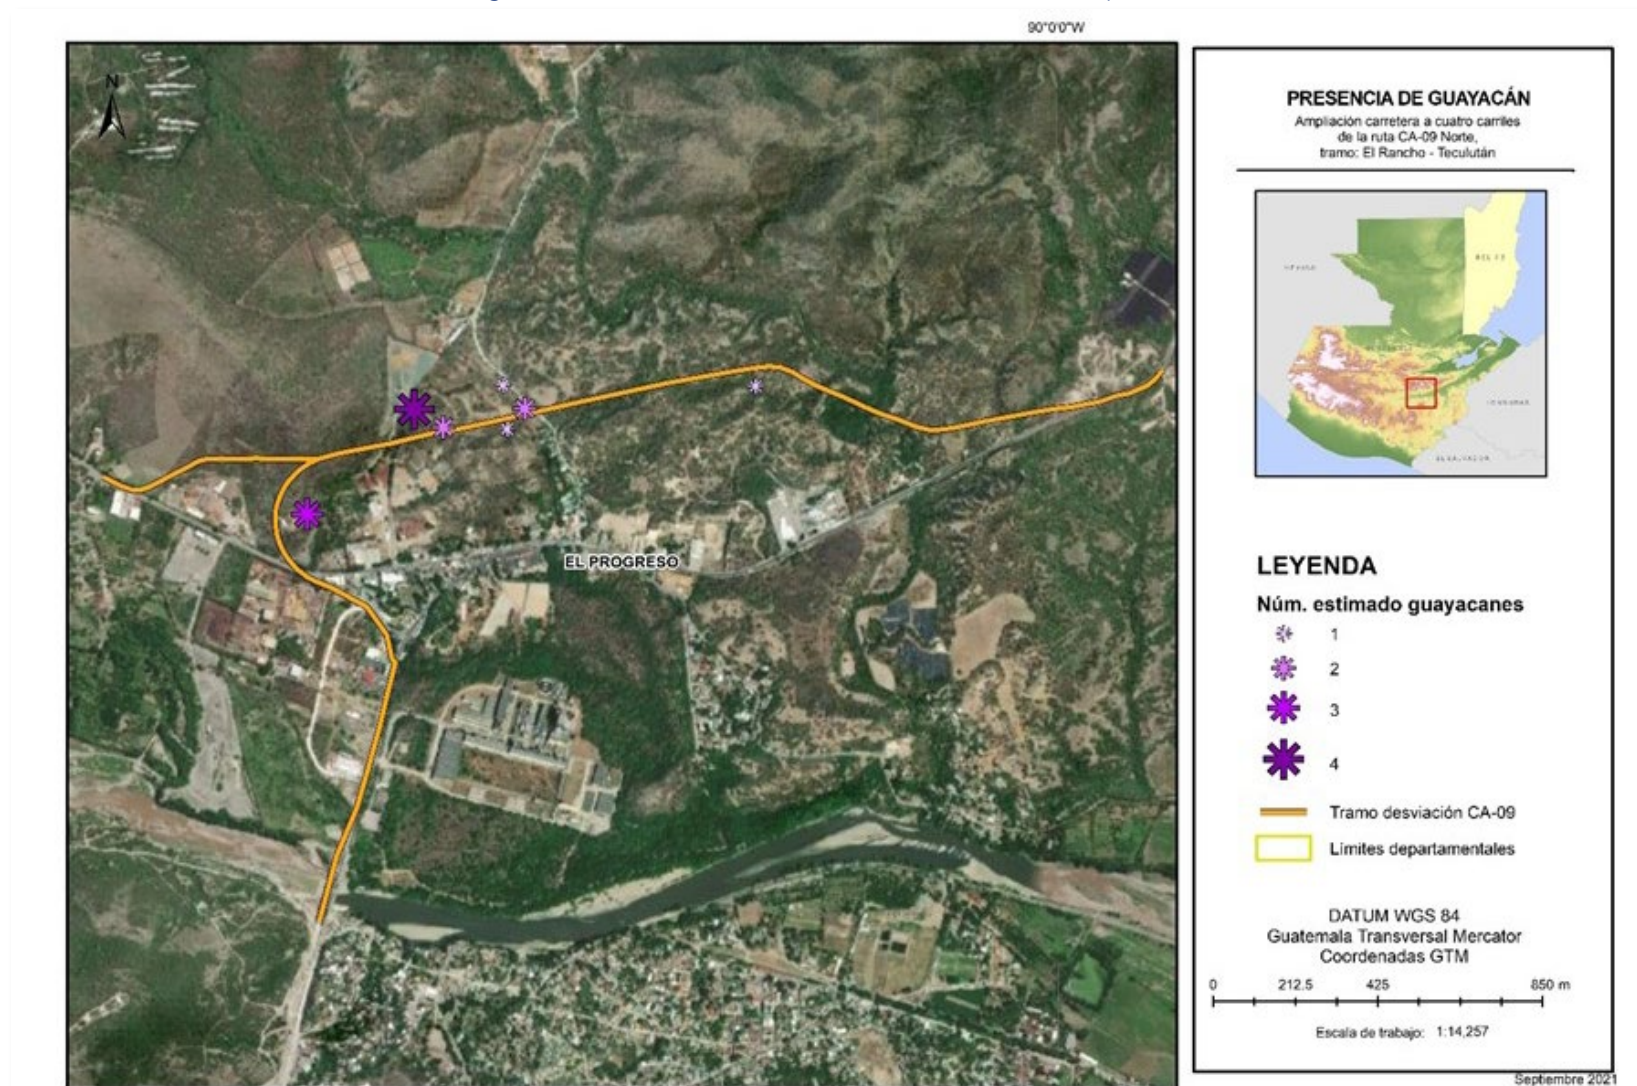 90°0'0"W
N
EL PROGRESO
PRESENCIA DE GUAYACÁN
Ampliación carretera a cuatro carriles
de la ruta CA-09 Norte,
tramo: El Rancho - Teculután
HONDURAS
EL SALVADOR
LEYENDA
Núm. estimado guayacanes
1
2
3
4
Tramo desviación CA-09
Límites departamentales
DATUM WGS 84
Guatemala Transversal Mercator
Coordenadas GTM
0 212.5 425 850 m
Escala de trabajo: 1:14,257
Septiembre 2021